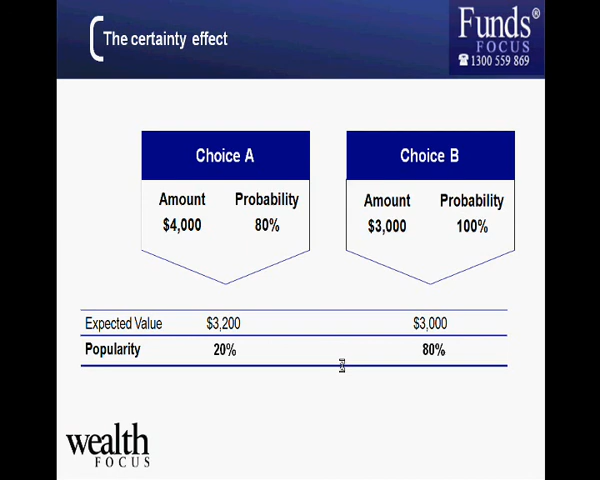 The certainty effect
Funds®
FOCUS
☎ 1300 559 869
Choice A
Amount Probability
$4,000 80%
Choice B
Amount Probability
$3,000 100%
Expected Value $3,200 $3,000
Popularity 20% 80%
wealth
FOCUS